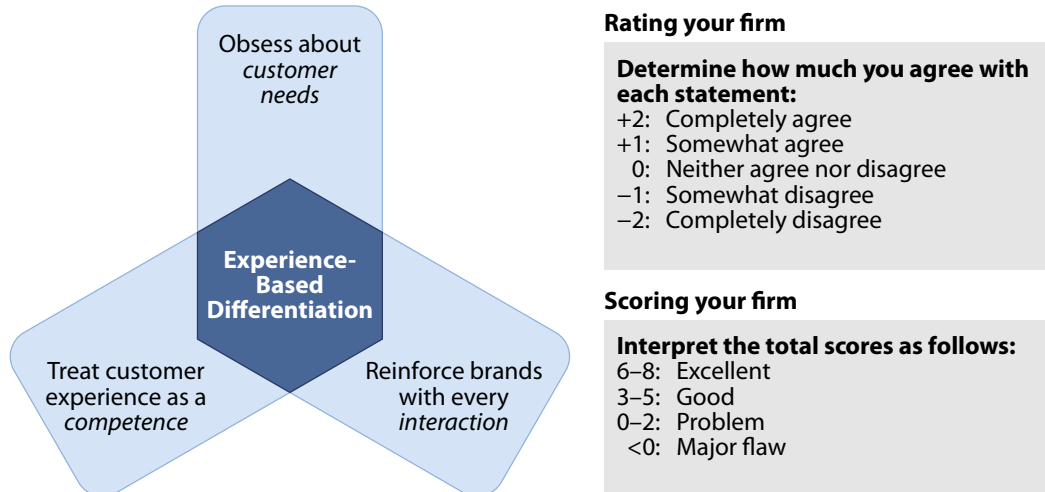 Obsess about
customer
needs
Experience-
Based
Differentiation
Treat customer
experience as a
competence
Reinforce brands
with every
interaction
Rating your firm
Determine how much you agree with
each statement:
+2: Completely agree
+1: Somewhat agree
0: Neither agree nor disagree
−1: Somewhat disagree
−2: Completely disagree
Scoring your firm
Interpret the total scores as follows:
6–8: Excellent
3–5: Good
0–2: Problem
<0: Major flaw